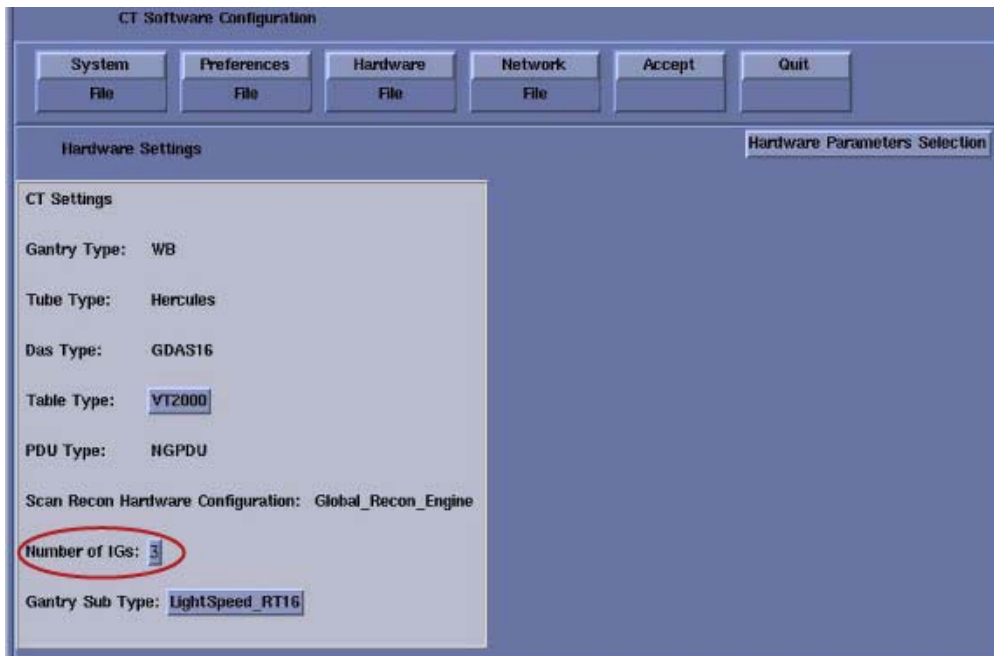 CT Software Configuration
System Preferences Hardware Network Accept Quit
File File File File
Hardware Settings
Hardware Parameters Selection
CT Settings
Gantry Type: WB
Tube Type: Hercules
Das Type: GDAS16
Table Type: VT2000
PDU Type: NGPDU
Scan Recon Hardware Configuration: Global_Recon_Engine
Number of IGs: 3
Gantry Sub Type: LightSpeed_RT16